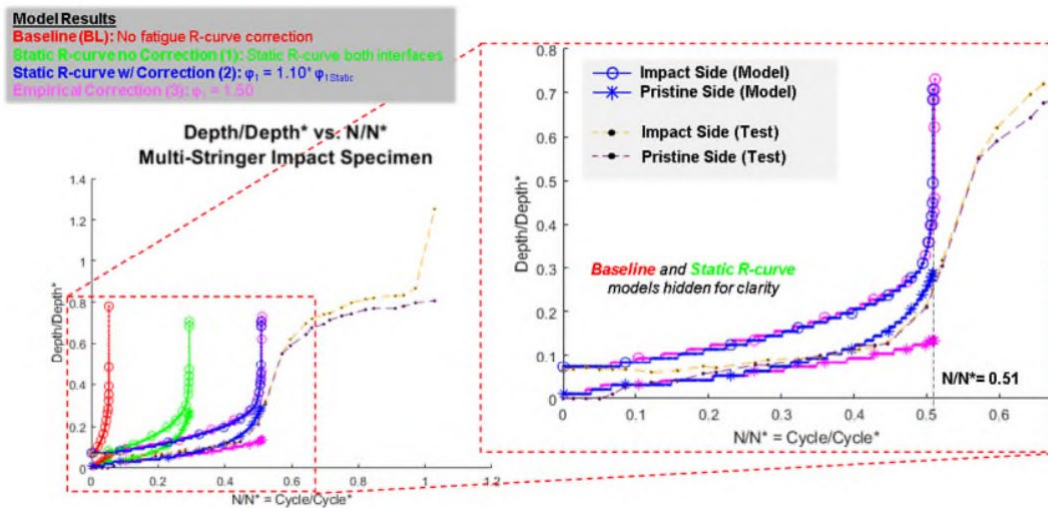 Model Results
Baseline (BL): No fatigue R-curve correction
Static R-curve no Correction (1): Static R-curve both interfaces
Static R-curve w/ Correction (2): φ₁ = 1.10* φ₁Static
Empirical Correction (3): φ₁ = 1.50
Depth/Depth* vs. N/N*
Multi-Stringer Impact Specimen
Depth/Depth*
1.4
1.2
1
0.8
0.6
0.4
0.2
0
0 0.2 0.4 0.6 0.8 1 1.2
N/N* = Cycle/Cycle*
Impact Side (Model)
Pristine Side (Model)
Impact Side (Test)
Pristine Side (Test)
Baseline and Static R-curve
models hidden for clarity
N/N*= 0.51
Depth/Depth*
0.8
0.7
0.6
0.5
0.4
0.3
0.2
0.1
0
0 0.1 0.2 0.3 0.4 0.5 0.6
N/N* = Cycle/Cycle*